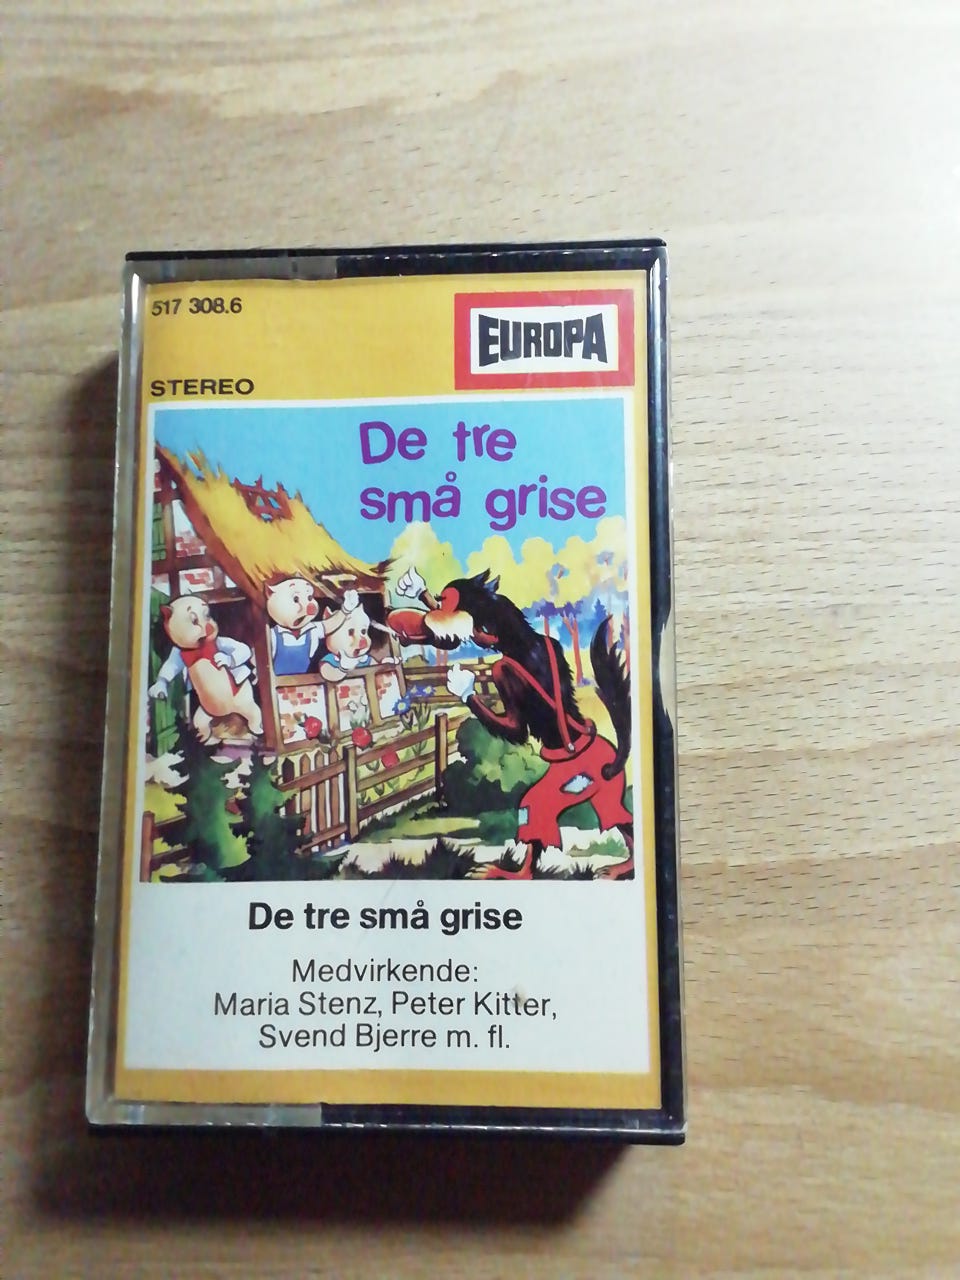 517 308.6
EUROPA
STEREO
De tre
små grise
De tre små grise
Medvirkende:
Maria Stenz, Peter Kitter,
Svend Bjerre m. fl.